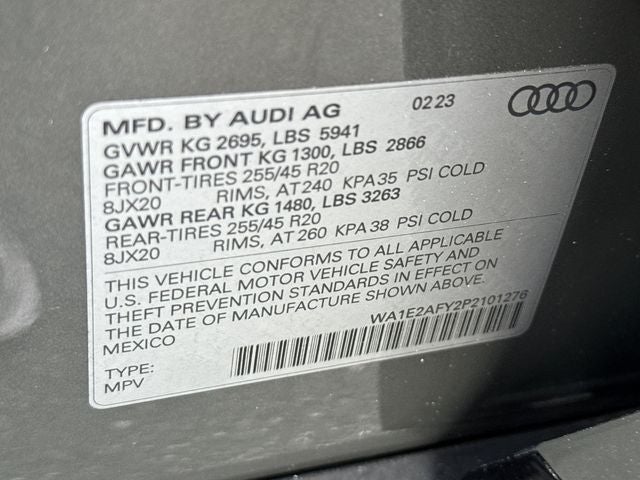 MFD. BY AUDI AG 0223
GVWR KG 2695, LBS 5941
GAWR FRONT KG 1300, LBS 2866
FRONT-TIRES 255/45 R20
8JX20 RIMS, AT 240 KPA 35 PSI COLD
GAWR REAR KG 1480, LBS 3263
REAR-TIRES 255/45 R20
8JX20 RIMS, AT 260 KPA 38 PSI COLD
THIS VEHICLE CONFORMS TO ALL APPLICABLE
U.S. FEDERAL MOTOR VEHICLE SAFETY AND
THEFT PREVENTION STANDARDS IN EFFECT ON
THE DATE OF MANUFACTURE SHOWN ABOVE.
MEXICO WA1E2AFY2P2101276
TYPE:
MPV